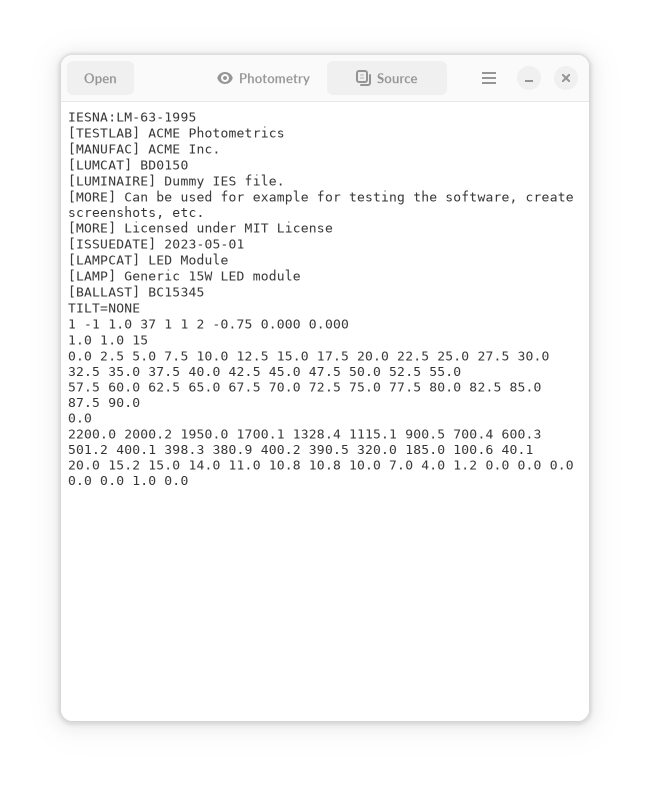 Open
Photometry
Source
IESNA:LM-63-1995
[TESTLAB] ACME Photometrics
[MANUFAC] ACME Inc.
[LUMCAT] BD0150
[LUMINAIRE] Dummy IES file.
[MORE] Can be used for example for testing the software, create
screenshots, etc.
[MORE] Licensed under MIT License
[ISSUEDATE] 2023-05-01
[LAMPCAT] LED Module
[LAMP] Generic 15W LED module
[BALLAST] BC15345
TILT=NONE
1 -1 1.0 37 1 1 2 -0.75 0.000 0.000
1.0 1.0 15
0.0 2.5 5.0 7.5 10.0 12.5 15.0 17.5 20.0 22.5 25.0 27.5 30.0
32.5 35.0 37.5 40.0 42.5 45.0 47.5 50.0 52.5 55.0
57.5 60.0 62.5 65.0 67.5 70.0 72.5 75.0 77.5 80.0 82.5 85.0
87.5 90.0
0.0
2200.0 2000.2 1950.0 1700.1 1328.4 1115.1 900.5 700.4 600.3
501.2 400.1 398.3 380.9 400.2 390.5 320.0 185.0 100.6 40.1
20.0 15.2 15.0 14.0 11.0 10.8 10.8 10.0 7.0 4.0 1.2 0.0 0.0 0.0
0.0 0.0 1.0 0.0